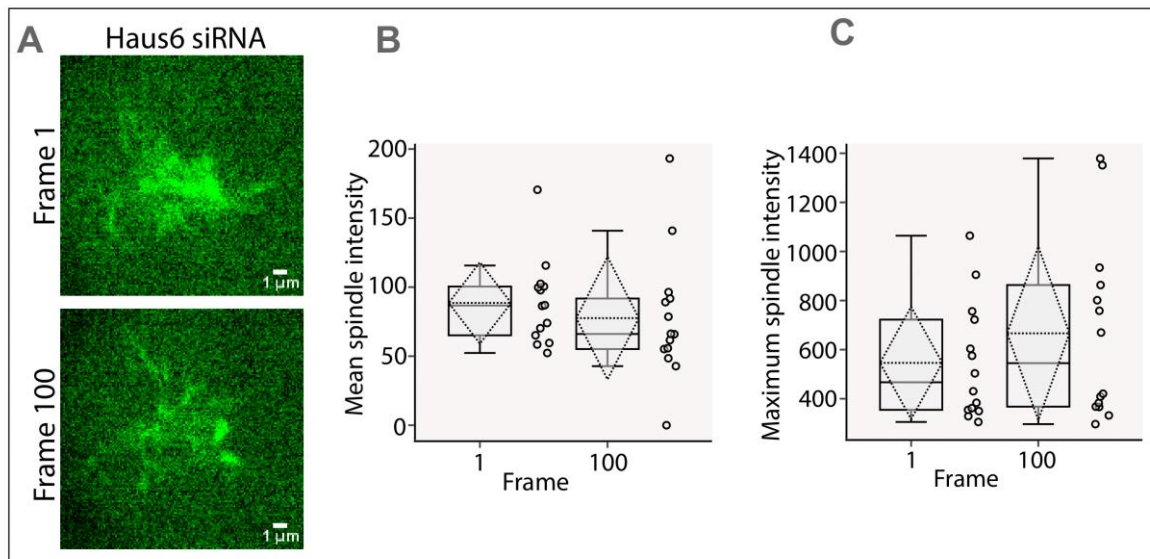 A
Haus6 siRNA
Frame 1
1 µm
Frame 100
1 µm
B
Mean spindle intensity
200
150
100
50
0
1
100
Frame
C
Maximum spindle intensity
1400
1200
1000
800
600
400
1
100
Frame